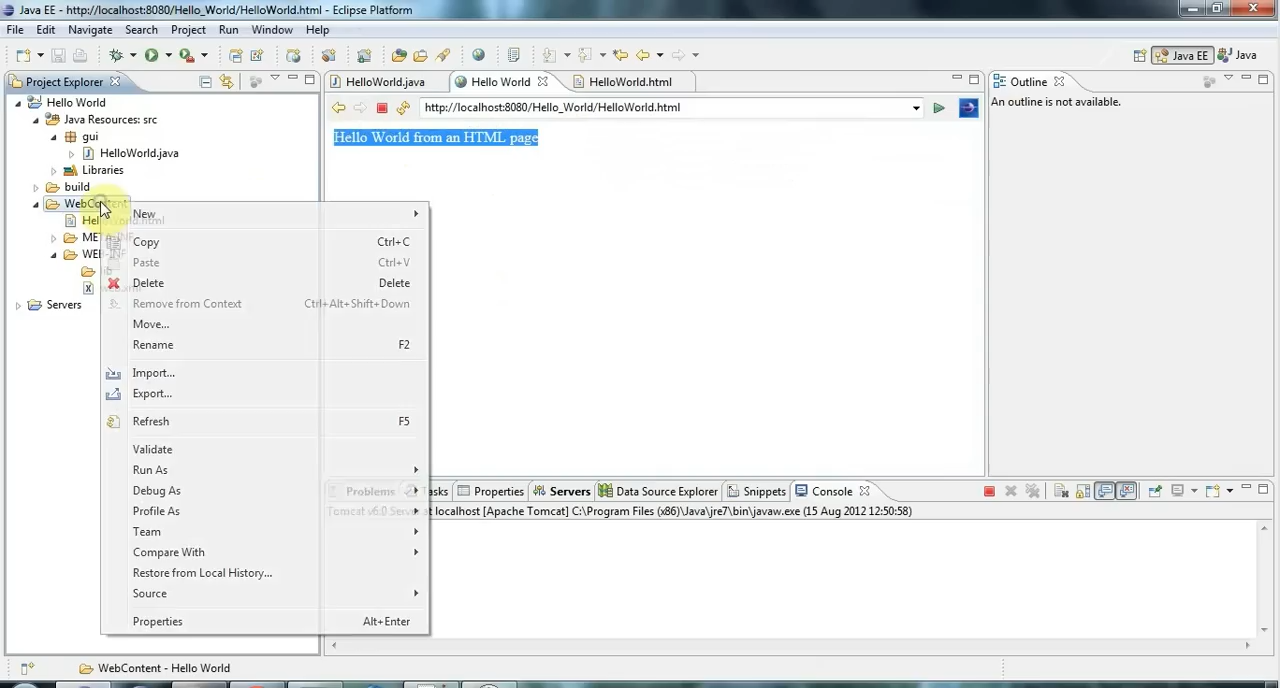 Java EE - http://localhost:8080/Hello_World/HelloWorld.html - Eclipse Platform
File Edit Navigate Search Project Run Window Help
Java EE Java
Project Explorer
HelloWorld.java Hello World HelloWorld.html
Outline
Hello World
http://localhost:8080/Hello_World/HelloWorld.html
An outline is not available.
Java Resources: src
gui
Hello World from an HTML page
HelloWorld.java
Libraries
build
WebContent
New
Copy Ctrl+C
Paste Ctrl+V
Delete Delete
Remove from Context Ctrl+Alt+Shift+Down
Servers
Move...
Rename F2
Import...
Export...
Refresh F5
Validate
Run As
Debug As
Profile As
Team
Compare With
Restore from Local History...
Source
Properties Alt+Enter
Problems Tasks Properties Servers Data Source Explorer Snippets Console
Tomcat v6.0 Server at localhost [Apache Tomcat] C:\Program Files (x86)\Java\jre7\bin\javaw.exe (15 Aug 2012 12:50:58)
WebContent - Hello World